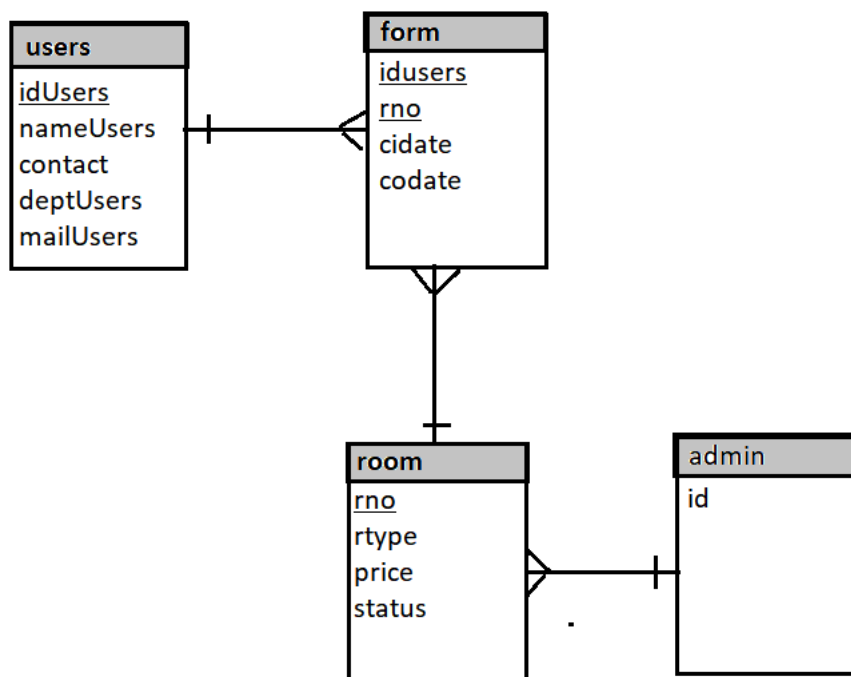 users
idUsers
nameUsers
contact
deptUsers
mailUsers
form
idusers
rno
cidate
codate
room
rno
rtype
price
status
admin
id